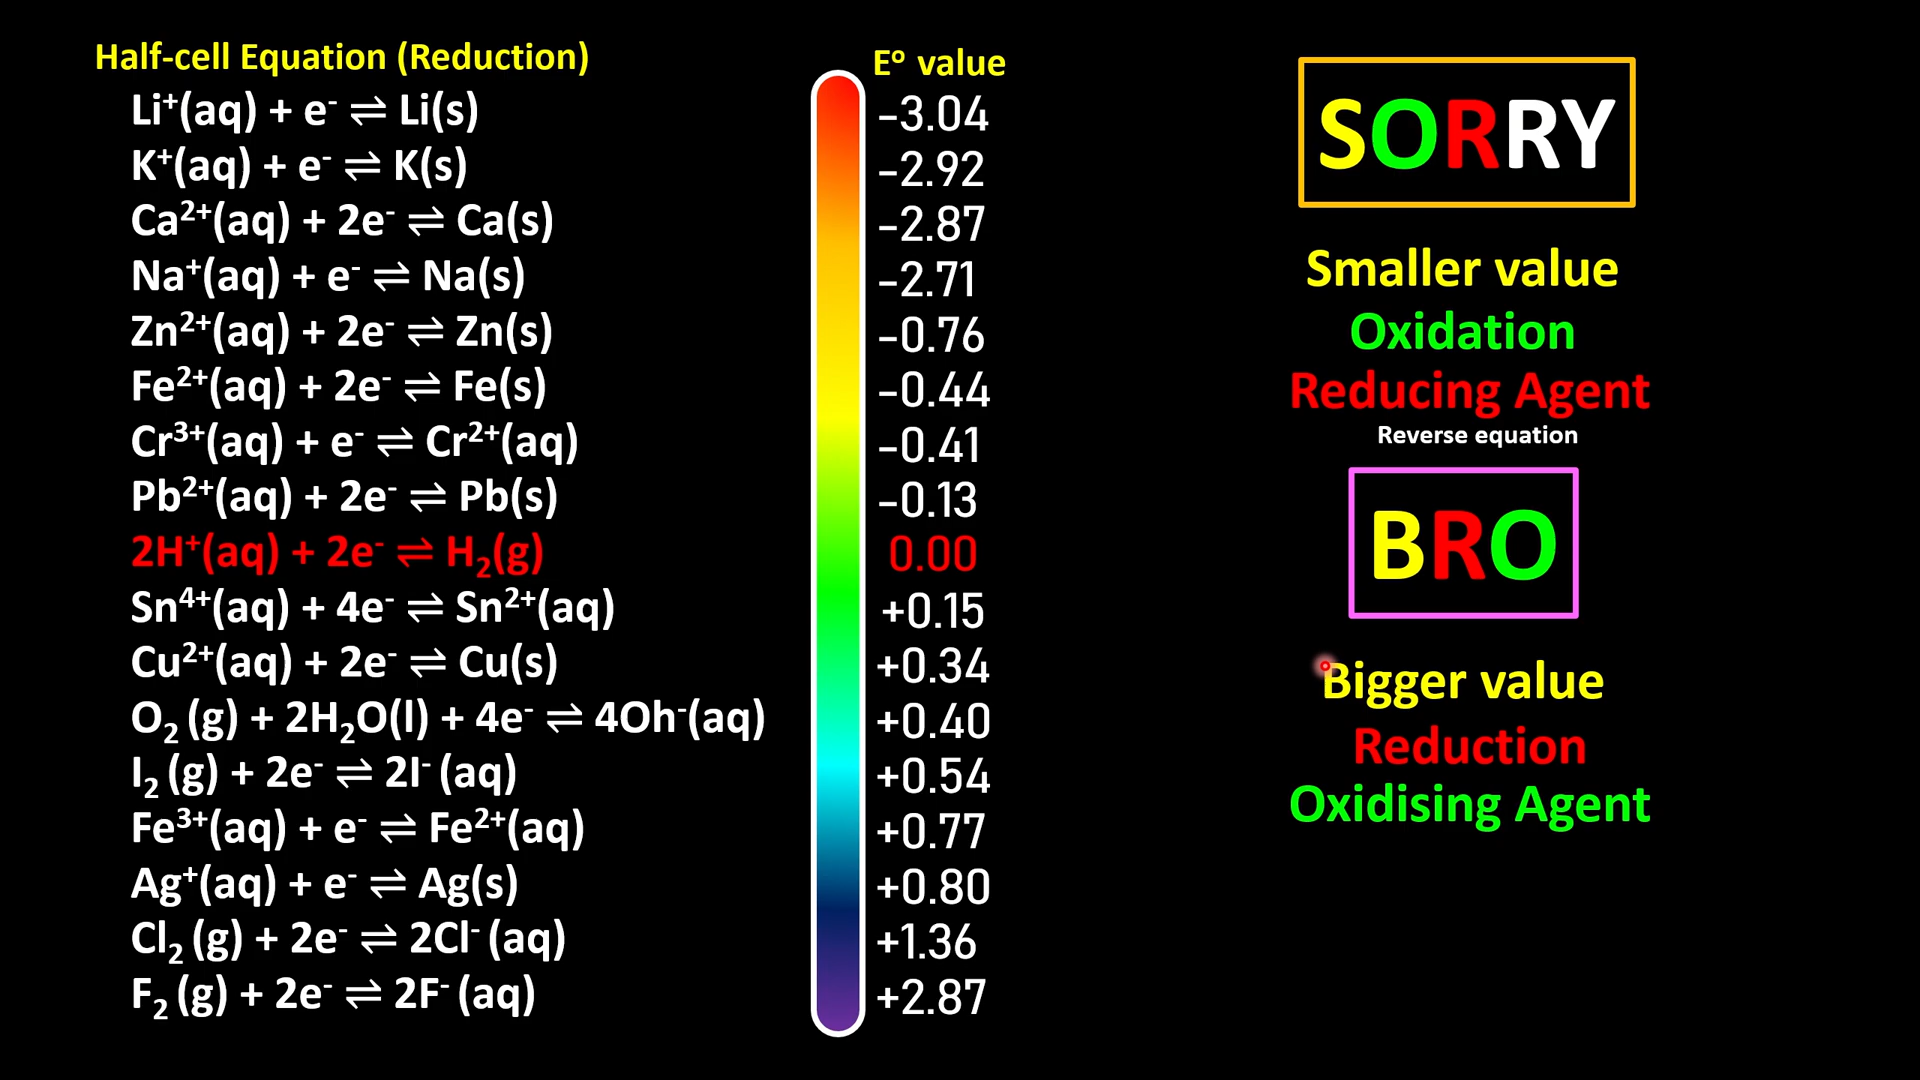 Half-cell Equation (Reduction)
E° value
Li⁺(aq) + e⁻ ⇌ Li(s) −3.04
K⁺(aq) + e⁻ ⇌ K(s) −2.92
Ca²⁺(aq) + 2e⁻ ⇌ Ca(s) −2.87
Na⁺(aq) + e⁻ ⇌ Na(s) −2.71
Zn²⁺(aq) + 2e⁻ ⇌ Zn(s) −0.76
Fe²⁺(aq) + 2e⁻ ⇌ Fe(s) −0.44
Cr³⁺(aq) + e⁻ ⇌ Cr²⁺(aq) −0.41
Pb²⁺(aq) + 2e⁻ ⇌ Pb(s) −0.13
2H⁺(aq) + 2e⁻ ⇌ H₂(g) 0.00
Sn⁴⁺(aq) + 4e⁻ ⇌ Sn²⁺(aq) +0.15
Cu²⁺(aq) + 2e⁻ ⇌ Cu(s) +0.34
O₂ (g) + 2H₂O(l) + 4e⁻ ⇌ 4Oh⁻(aq) +0.40
I₂ (g) + 2e⁻ ⇌ 2I⁻ (aq) +0.54
Fe³⁺(aq) + e⁻ ⇌ Fe²⁺(aq) +0.77
Ag⁺(aq) + e⁻ ⇌ Ag(s) +0.80
Cl₂ (g) + 2e⁻ ⇌ 2Cl⁻ (aq) +1.36
F₂ (g) + 2e⁻ ⇌ 2F⁻ (aq) +2.87
SORRY
Smaller value
Oxidation
Reducing Agent
Reverse equation
BRO
Bigger value
Reduction
Oxidising Agent